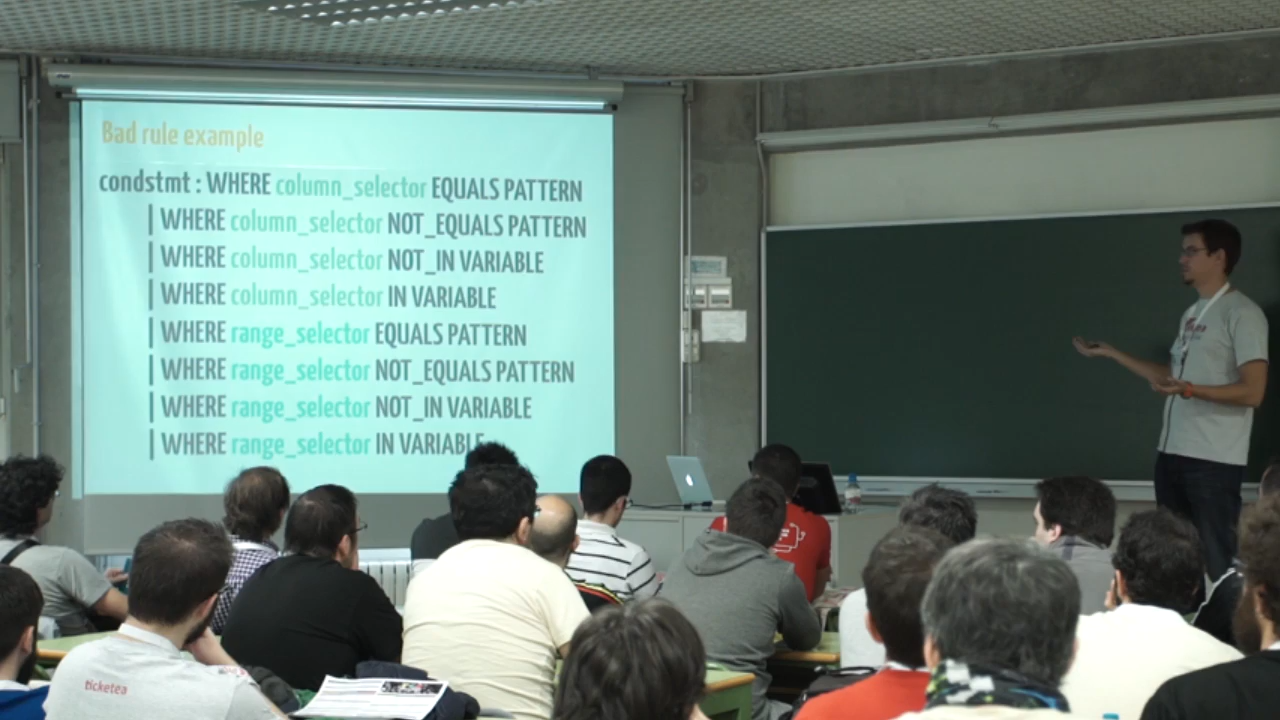 Bad rule example
condstmt : WHERE column_selector EQUALS PATTERN
| WHERE column_selector NOT_EQUALS PATTERN
| WHERE column_selector NOT_IN VARIABLE
| WHERE column_selector IN VARIABLE
| WHERE range_selector EQUALS PATTERN
| WHERE range_selector NOT_EQUALS PATTERN
| WHERE range_selector NOT_IN VARIABLE
| WHERE range_selector IN VARIABLE
ticketea